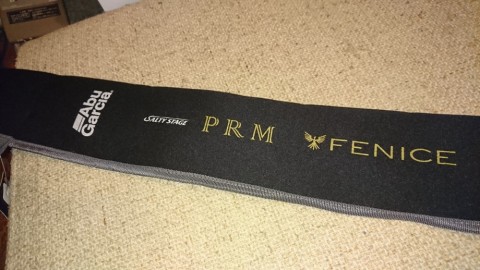 Abu
Garcia
SALTY STAGE
PRM
FENICE